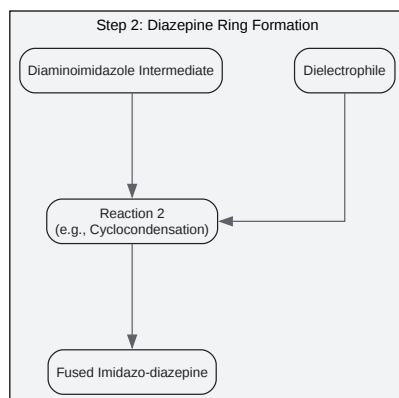 Step 2: Diazepine Ring Formation
Diaminoimidazole Intermediate
Dielectrophile
Reaction 2
(e.g., Cyclocondensation)
Fused Imidazo-diazepine